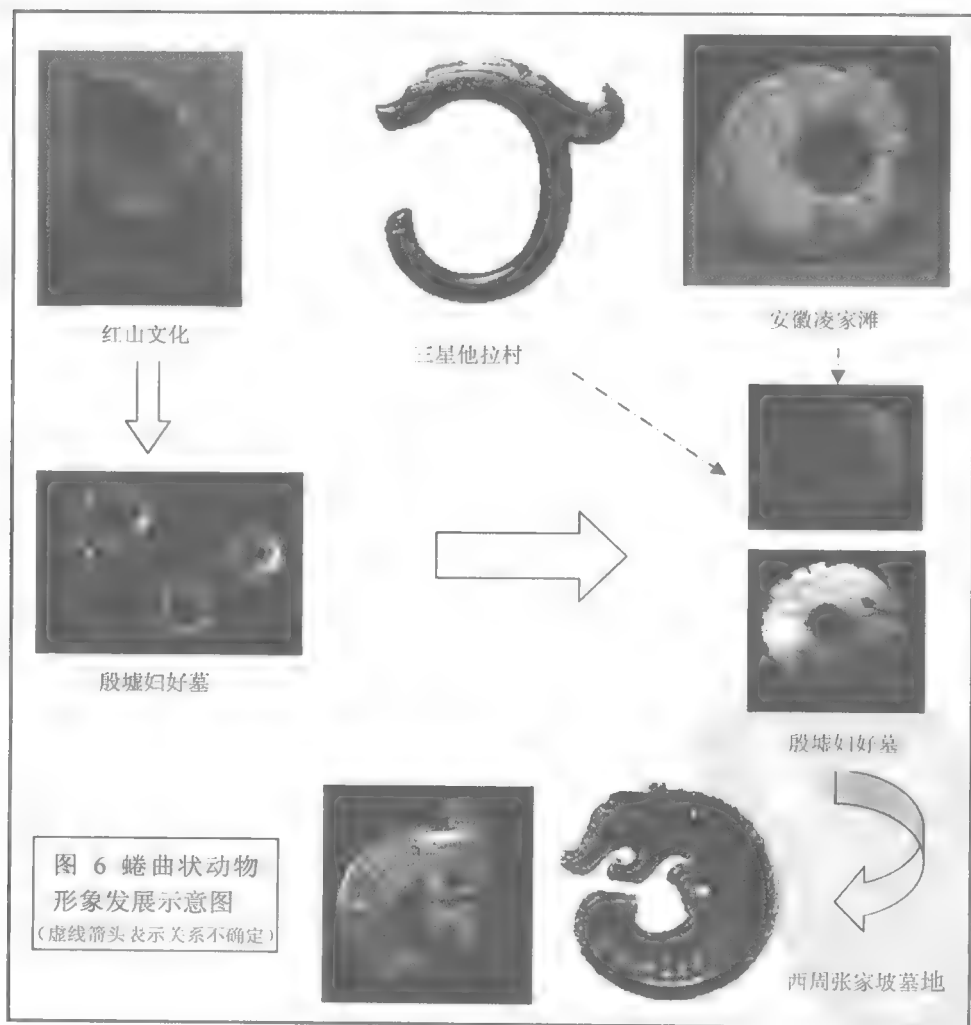 红山文化
三星他拉村
安徽凌家滩
殷墟妇好墓
殷墟妇好墓
图 6 蜷曲状动物
形象发展示意图
(虚线箭头表示关系不确定)
西周张家坡墓地